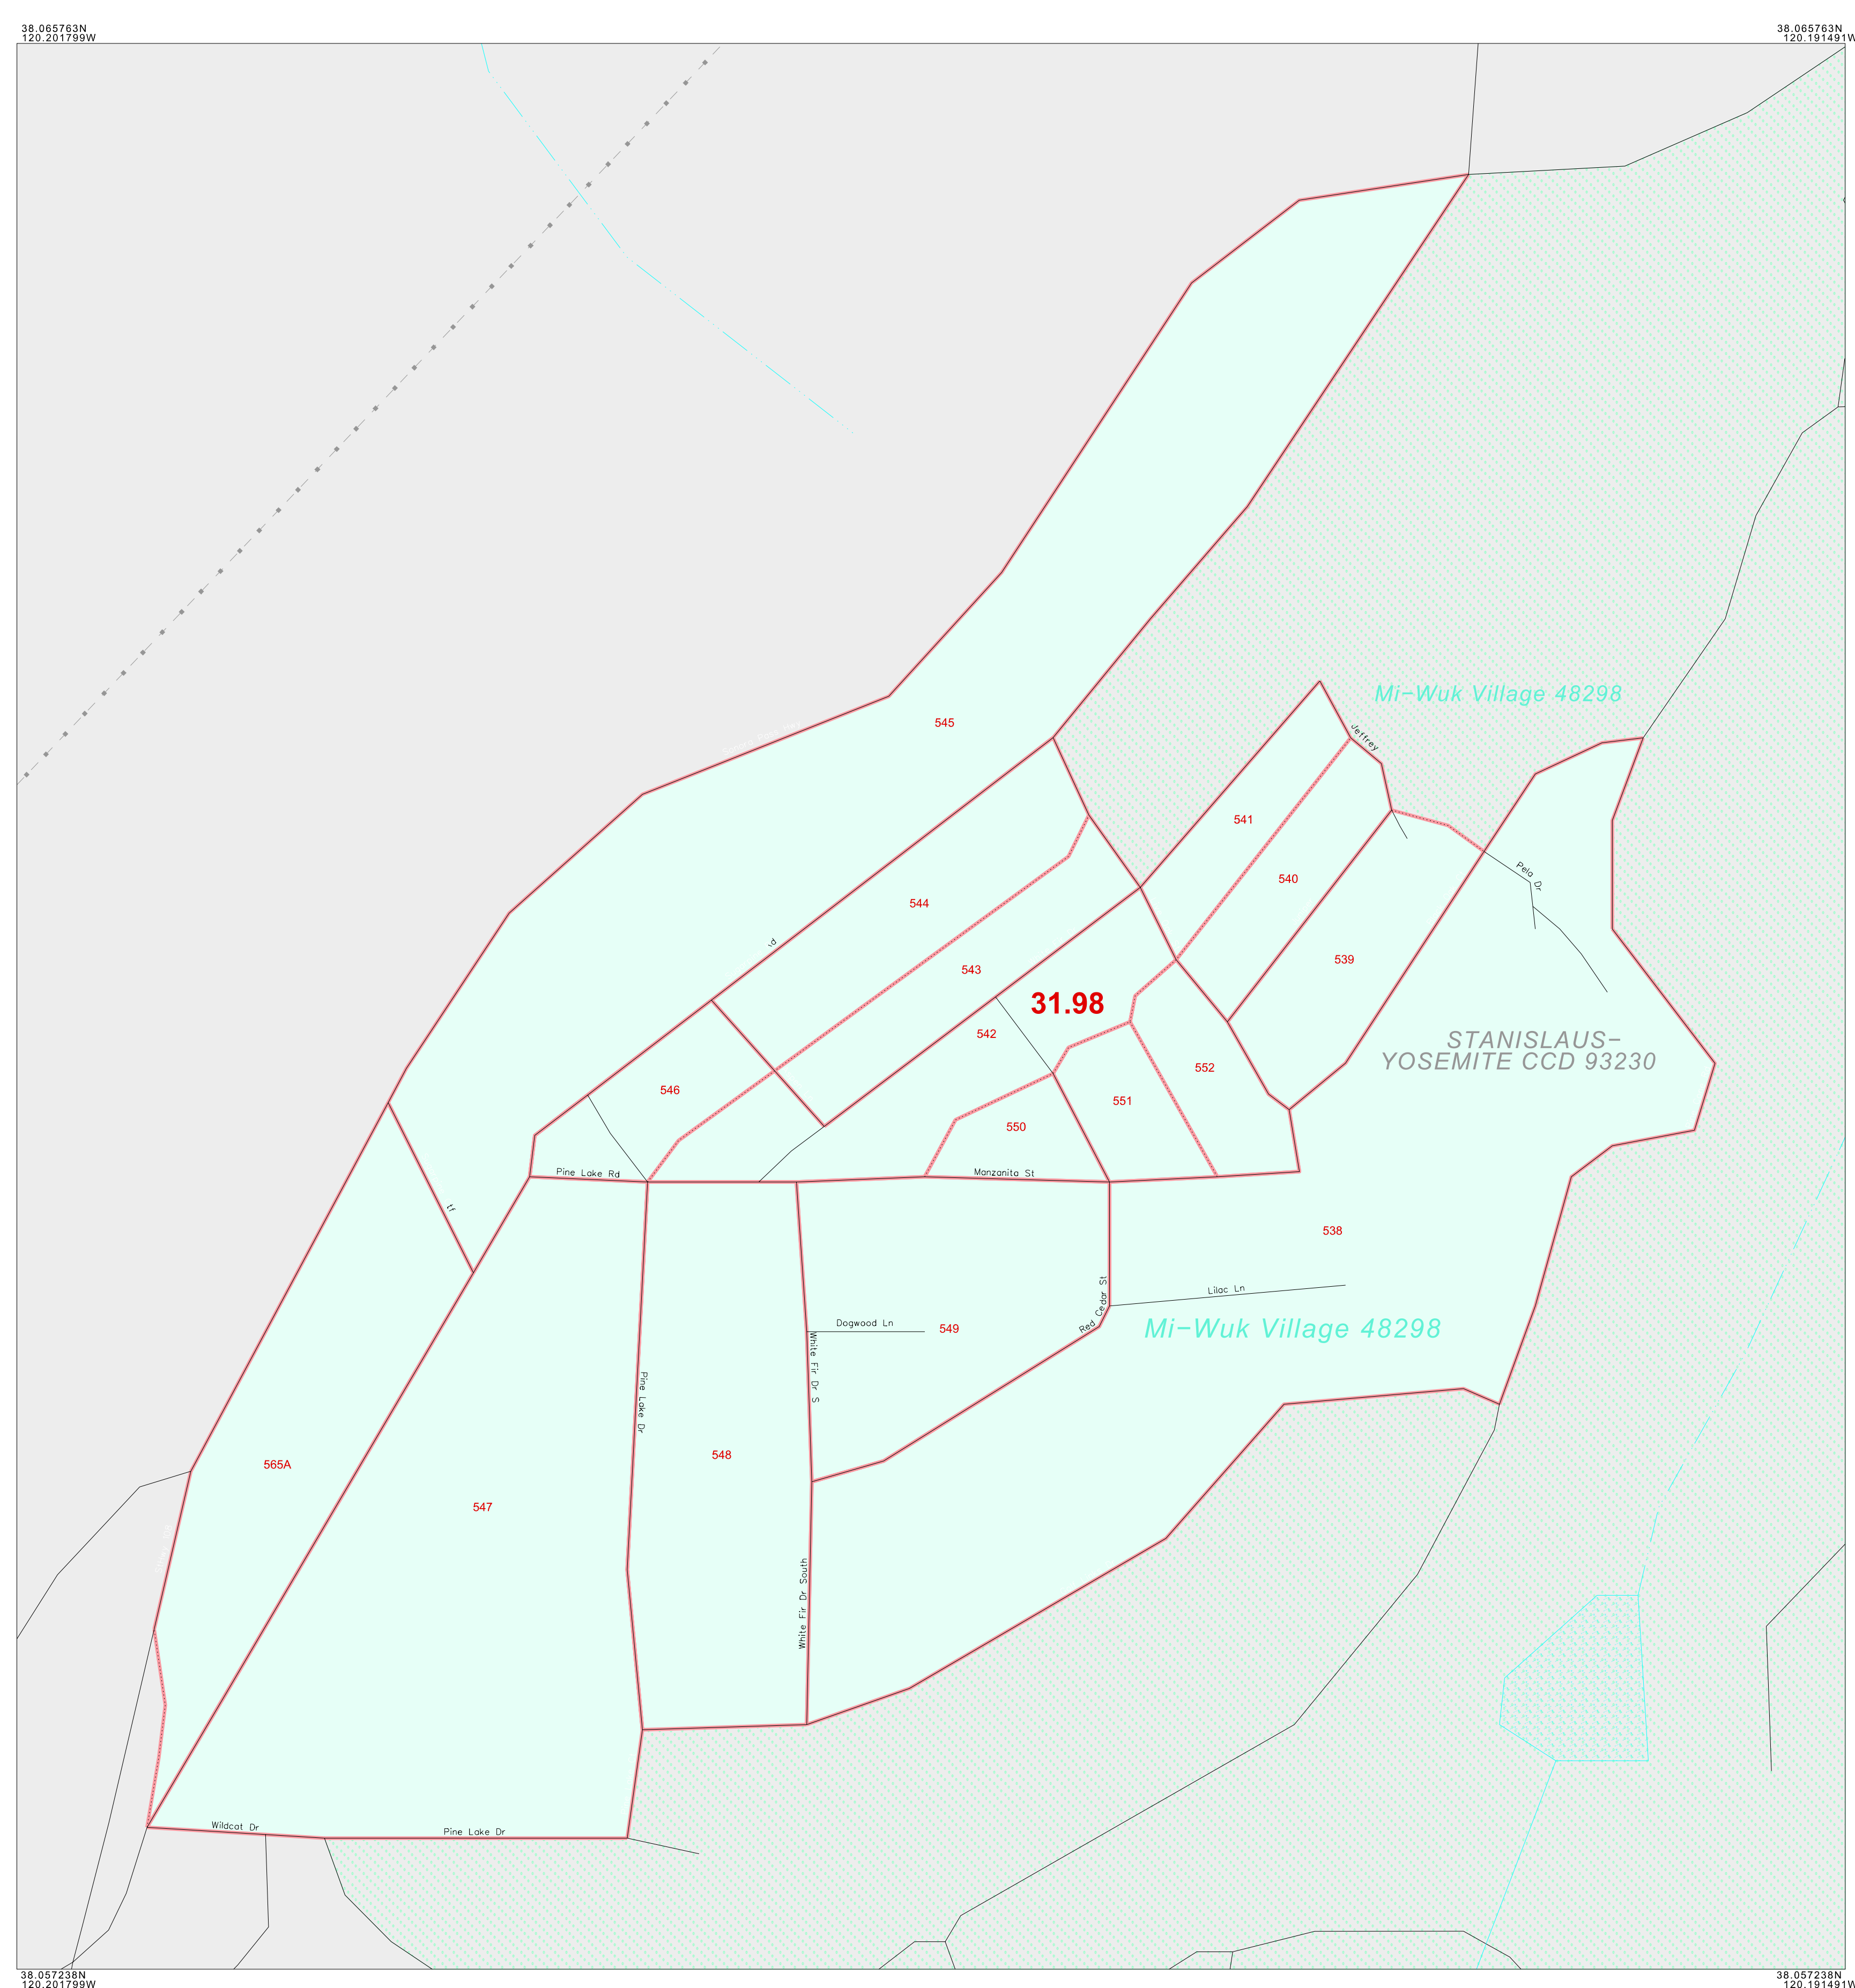 38.065763N
120.201799W
38.065763N
120.191491W
Mi-Wuk Village 48298
545
Jeffrey
541
Pela Dr
540
544
539
543
31.98
542
STANISLAUS-
YOSEMITE CCD 93230
552
546
551
550
Pine Lake Rd
Manzanita St
tf
538
Lilac Ln
Red Cedar St
Dogwood Ln
549
Mi-Wuk Village 48298
White Fir Dr S
Pine Lake Dr
548
565A
547
White Fir Dr South
Wildcat Dr
Pine Lake Dr
38.057238N
120.201799W
38.057238N
120.191491W